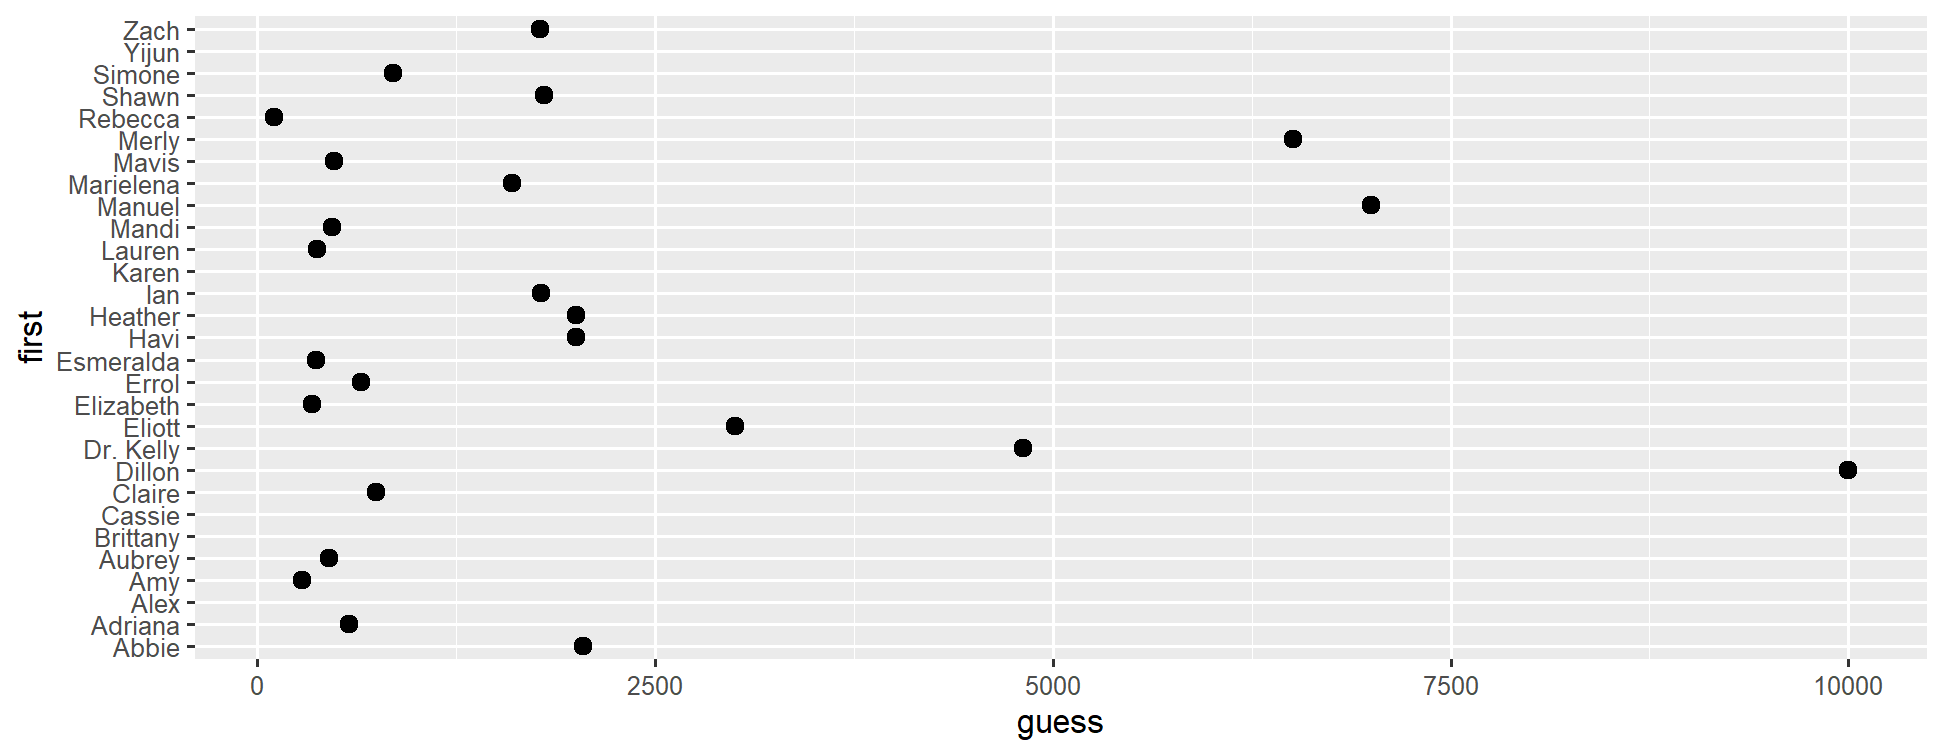 Zach
Yijun
Simone
Shawn
Rebecca
Merly
Mavis
Marielena
Manuel
Mandi
Lauren
Karen
Ian
Heather
Havi
Esmeralda
Errol
Elizabeth
Eliott
Dr. Kelly
Dillon
Claire
Cassie
Brittany
Aubrey
Amy
Alex
Adriana
Abbie
first
0 2500 5000 7500 10000
guess